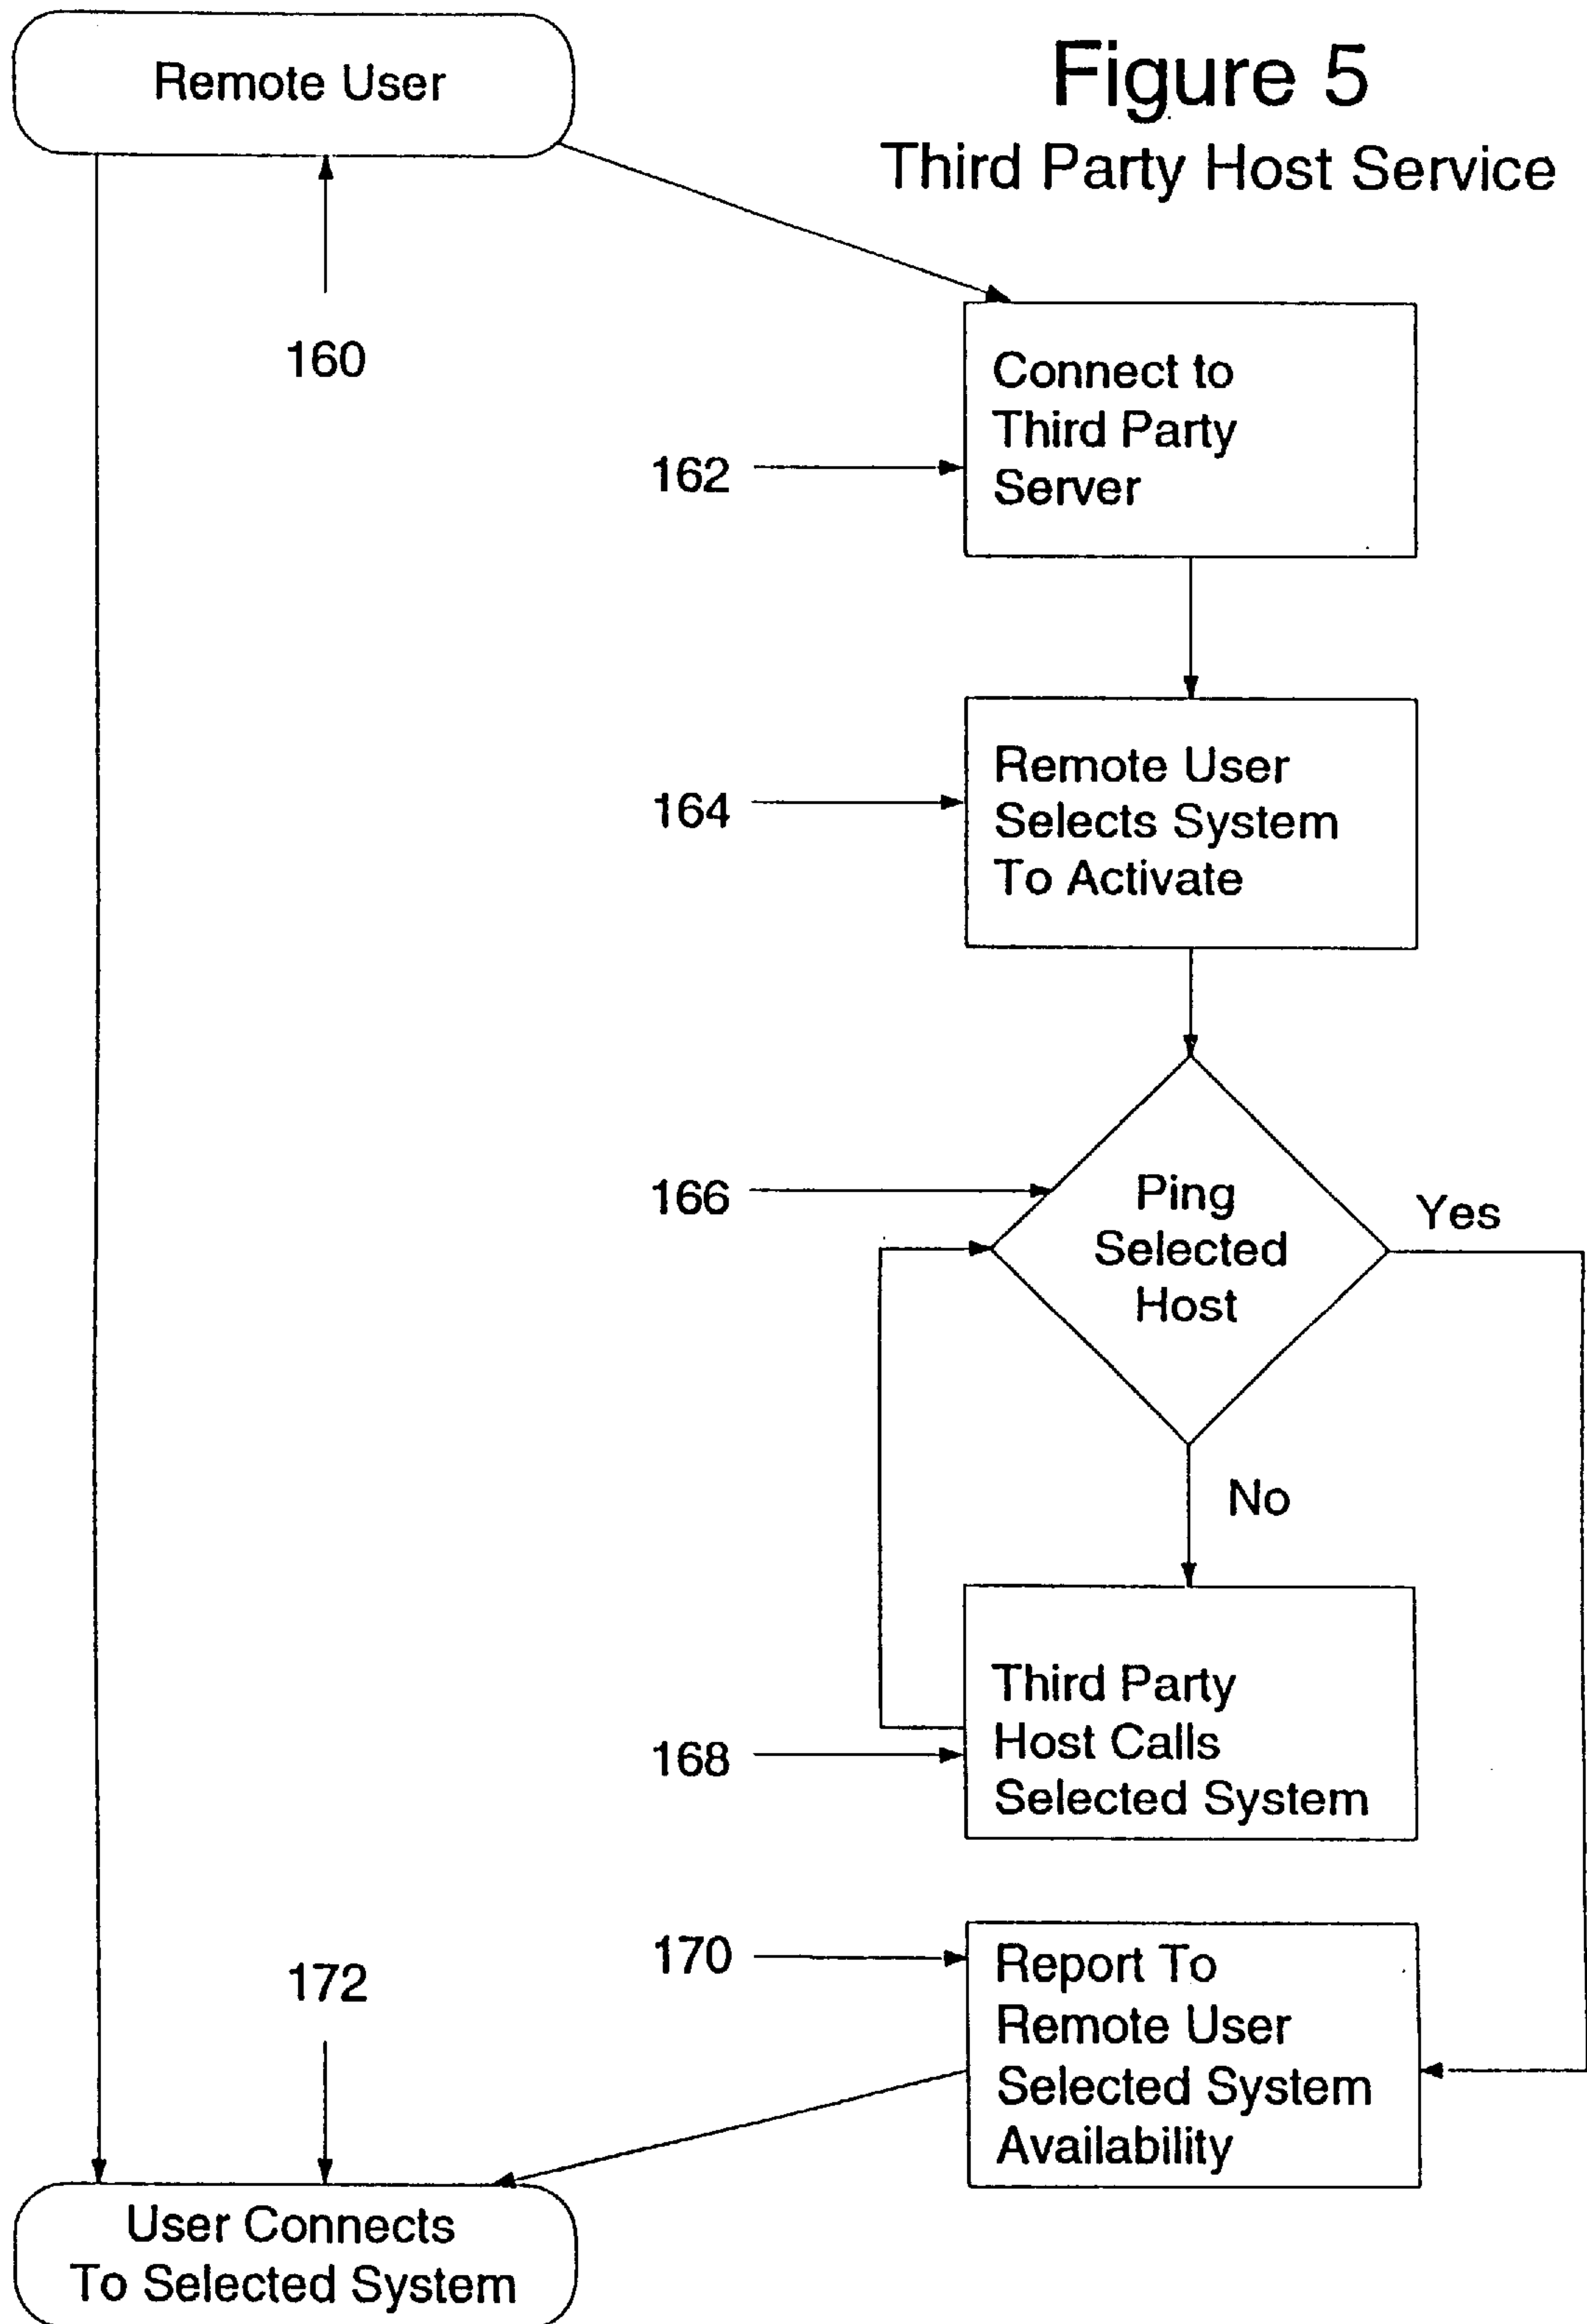 Remote User
Figure 5
Third Party Host Service
160
Connect to
Third Party
Server
162
Remote User
Selects System
To Activate
164
Ping
Selected
Host
166
Yes
No
Third Party
Host Calls
Selected System
168
170
Report To
Remote User
Selected System
Availability
172
User Connects
To Selected System